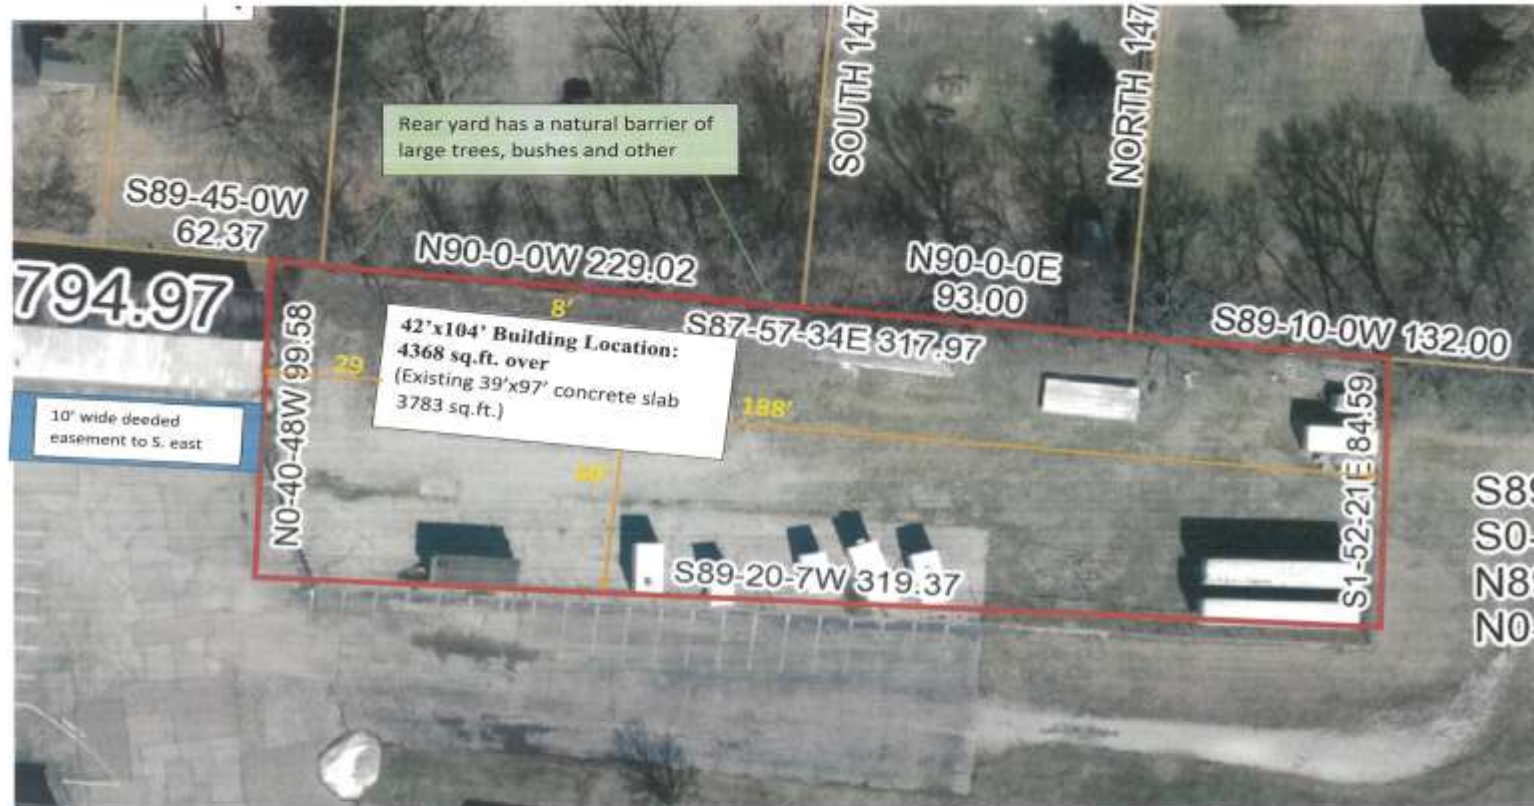 SOUTH 147
NORTH 147
Rear yard has a natural barrier of
large trees, bushes and other
S89-45-0W
62.37
N90-0-0W 229.02
N90-0-0E
93.00
794.97
8'
S87-57-34E 317.97
S89-10-0W 132.00
42'x104' Building Location:
4368 sq.ft. over
(Existing 39'x97' concrete slab
3783 sq.ft.)
29
188'
N0-40-48W 99.58
S1-52-21E 84.59
10' wide deeded
easement to S. east
S89-20-7W 319.37
S89
S0-
N89
N0-